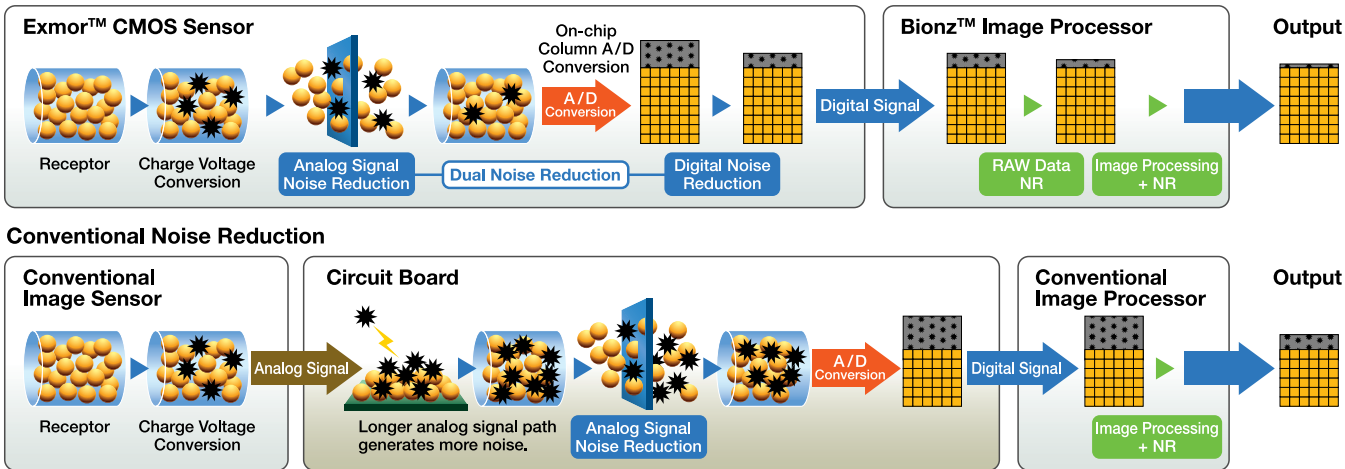 Exmor™ CMOS Sensor
On-chip
Column A/D
Conversion
A/D
Conversion
Receptor
Charge Voltage
Conversion
Analog Signal
Noise Reduction
Dual Noise Reduction
Digital Noise
Reduction
Digital Signal
Bionz™ Image Processor
RAW Data
NR
Image Processing
+ NR
Output
Conventional Noise Reduction
Conventional
Image Sensor
Receptor
Charge Voltage
Conversion
Analog Signal
Circuit Board
Longer analog signal path
generates more noise.
Analog Signal
Noise Reduction
A/D
Conversion
Digital Signal
Conventional
Image Processor
Image Processing
+ NR
Output